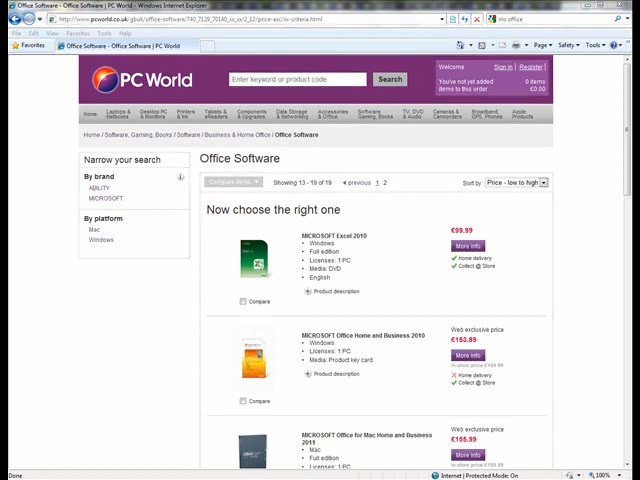 Office Software - Office Software | PC World - Windows Internet Explorer
http://www.pcworld.co.uk/gbuk/office-software/740_7129_70140_xx_xx/2_12/price-asc/xx-criteria.html
ms office
File Edit View Favorites Tools Help
Favorites
Office Software - Office Software | PC World
Page Safety Tools
PC World
Enter keyword or product code
Search
Welcome Sign in Register
You've not yet added to this order
0 items £0.00
Home
Laptops & Netbooks
Desktop PC & Monitors
Printers & Ink
Tablets & eReaders
Components & Upgrades
Data Storage & Networking
Accessories & Office
Software, Gaming, Books
TV, DVD & Audio
Cameras & Camcorders
Broadband, GPS, Phones
Apple Products
Home / Software, Gaming, Books / Software / Business & Home Office / Office Software
Narrow your search
By brand
ABILITY
MICROSOFT
By platform
Mac
Windows
Office Software
Compare items
Showing 13 - 19 of 19
previous 1 2
Sort by Price - low to high
Now choose the right one
MICROSOFT Excel 2010
• Windows
• Full edition
• Licenses: 1 PC
• Media: DVD
• English
Product description
Compare
£99.99
More info
Home delivery
Collect @ Store
MICROSOFT Office Home and Business 2010
• Windows
• Licenses: 1 PC
• Media: Product key card
Product description
Compare
Web exclusive price
£153.89
More info
Home delivery
Collect @ Store
MICROSOFT Office for Mac Home and Business
2011
• Mac
• Full edition
• Licenses: 1 PC
Web exclusive price
£155.99
More info
Done
Internet | Protected Mode: On
100%